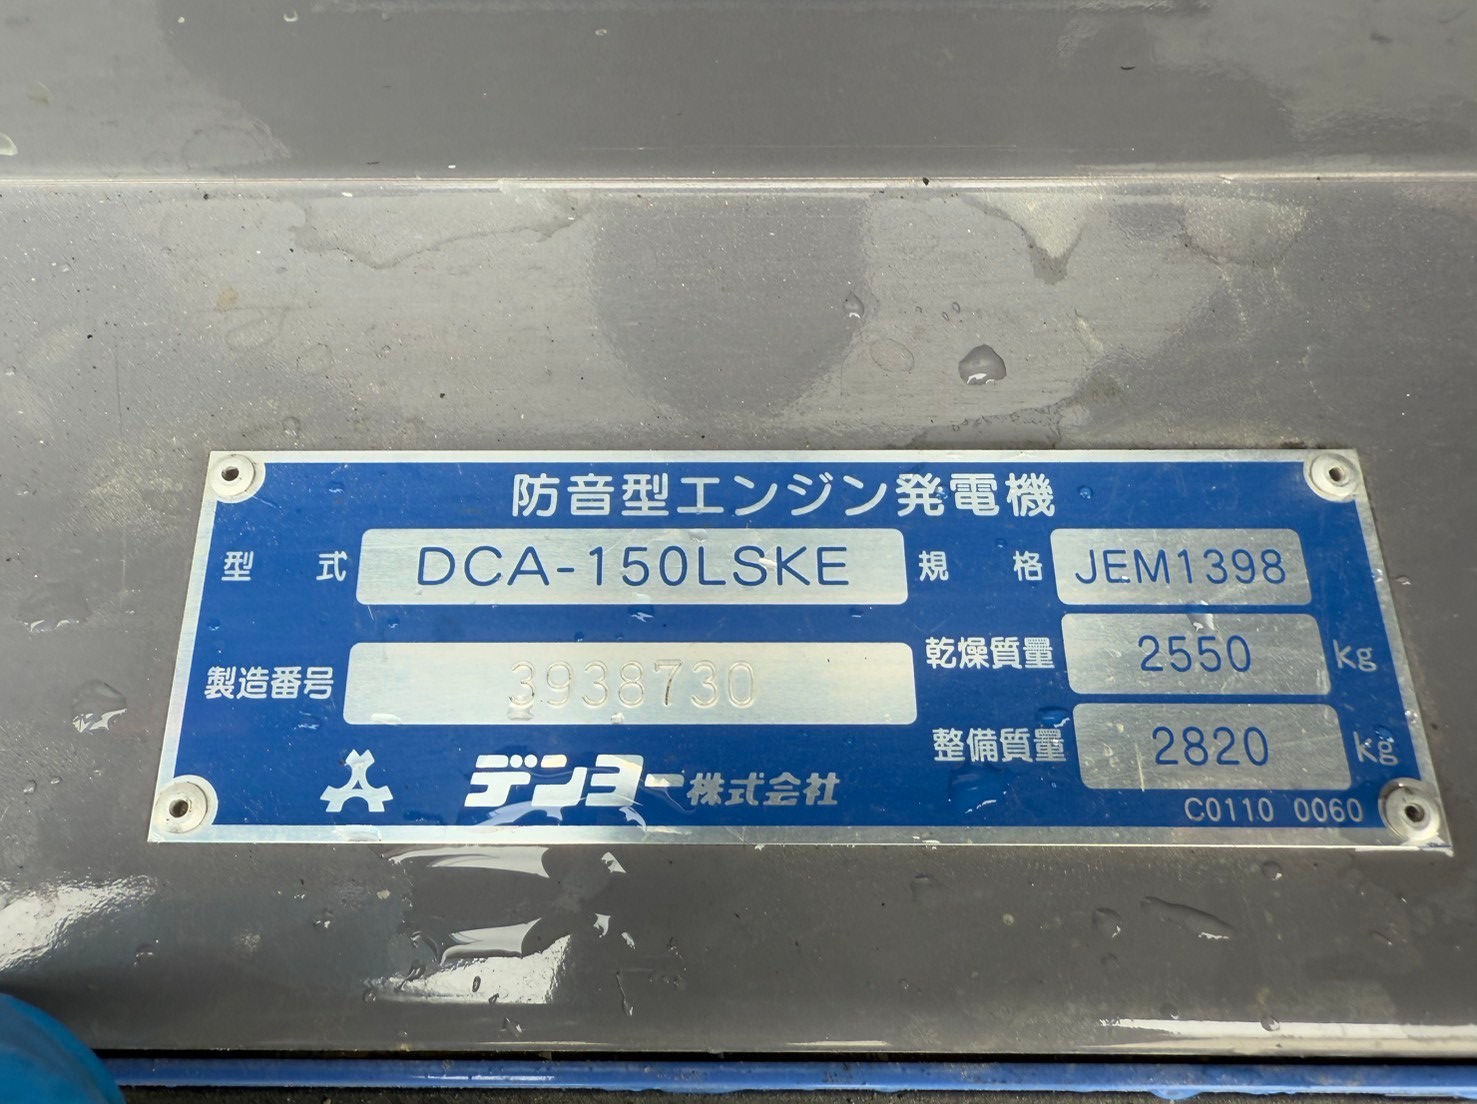 防音型エンジン発電機
型式 DCA-150LSKE 規格 JEM1398
製造番号 3938730 乾燥質量 2550 kg
整備質量 2820 kg
デンヨー株式会社
C0110 0060